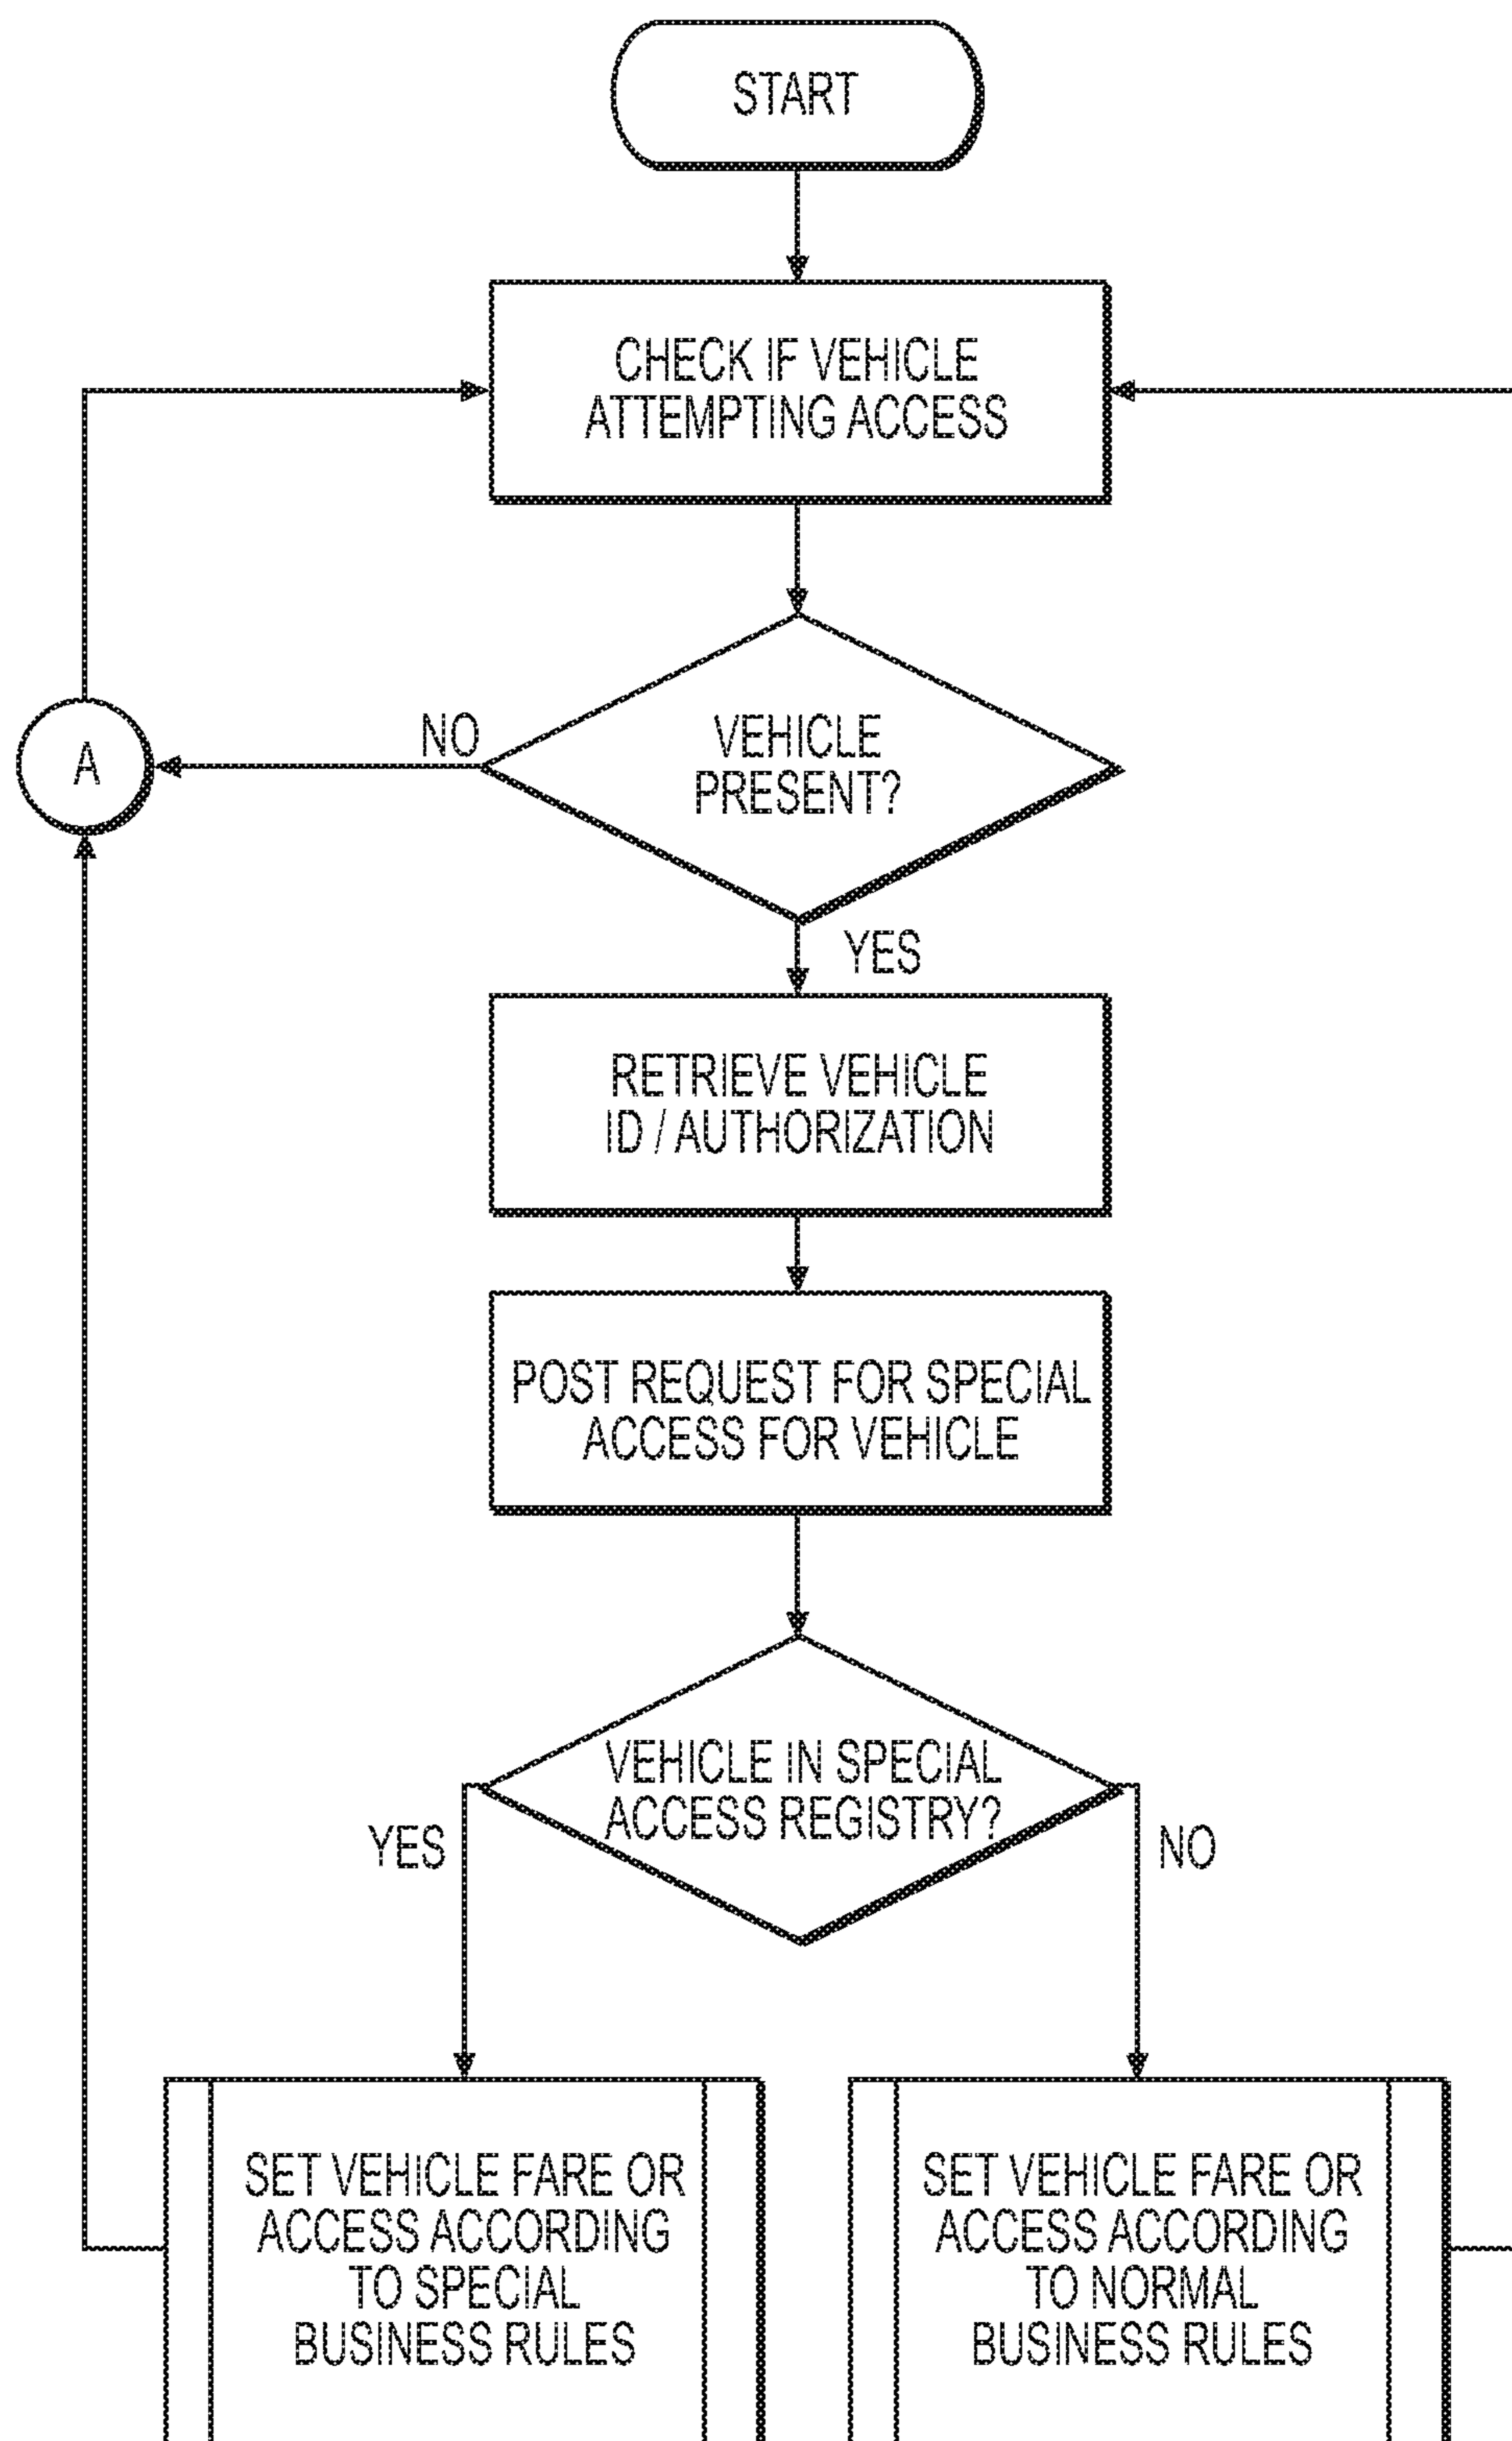 START
CHECK IF VEHICLE
ATTEMPTING ACCESS
NO
A
VEHICLE
PRESENT?
YES
RETRIEVE VEHICLE
ID / AUTHORIZATION
POST REQUEST FOR SPECIAL
ACCESS FOR VEHICLE
VEHICLE IN SPECIAL
ACCESS REGISTRY?
YES
NO
SET VEHICLE FARE OR
ACCESS ACCORDING
TO SPECIAL
BUSINESS RULES
SET VEHICLE FARE OR
ACCESS ACCORDING
TO NORMAL
BUSINESS RULES